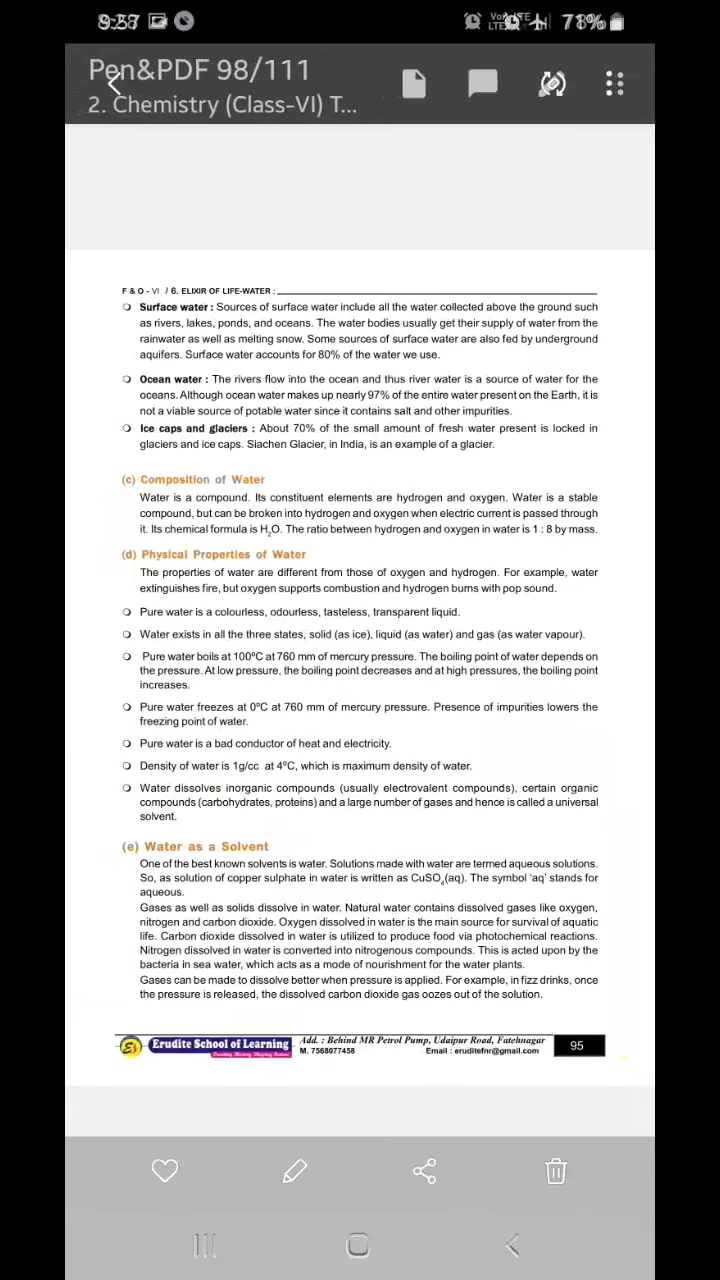 Pen&PDF 98/111
2. Chemistry (Class-VI) T...
F & O - VI / 6. ELIXIR OF LIFE-WATER :
Surface water : Sources of surface water include all the water collected above the ground such
as rivers, lakes, ponds, and oceans. The water bodies usually get their supply of water from the
rainwater as well as melting snow. Some sources of surface water are also fed by underground
aquifers. Surface water accounts for 80% of the water we use.
Ocean water : The rivers flow into the ocean and thus river water is a source of water for the
oceans. Although ocean water makes up nearly 97% of the entire water present on the Earth, it is
not a viable source of potable water since it contains salt and other impurities.
Ice caps and glaciers : About 70% of the small amount of fresh water present is locked in
glaciers and ice caps. Siachen Glacier, in India, is an example of a glacier.
(c) Composition of Water
Water is a compound. Its constituent elements are hydrogen and oxygen. Water is a stable
compound, but can be broken into hydrogen and oxygen when electric current is passed through
it. Its chemical formula is H₂O. The ratio between hydrogen and oxygen in water is 1 : 8 by mass.
(d) Physical Properties of Water
The properties of water are different from those of oxygen and hydrogen. For example, water
extinguishes fire, but oxygen supports combustion and hydrogen burns with pop sound.
Pure water is a colourless, odourless, tasteless, transparent liquid.
Water exists in all the three states, solid (as ice), liquid (as water) and gas (as water vapour).
Pure water boils at 100ºC at 760 mm of mercury pressure. The boiling point of water depends on
the pressure. At low pressure, the boiling point decreases and at high pressures, the boiling point
increases.
Pure water freezes at 0ºC at 760 mm of mercury pressure. Presence of impurities lowers the
freezing point of water.
Pure water is a bad conductor of heat and electricity.
Density of water is 1g/cc at 4ºC, which is maximum density of water.
Water dissolves inorganic compounds (usually electrovalent compounds), certain organic
compounds (carbohydrates, proteins) and a large number of gases and hence is called a universal
solvent.
(e) Water as a Solvent
One of the best known solvents is water. Solutions made with water are termed aqueous solutions.
So, as solution of copper sulphate in water is written as CuSO₄(aq). The symbol 'aq' stands for
aqueous.
Gases as well as solids dissolve in water. Natural water contains dissolved gases like oxygen,
nitrogen and carbon dioxide. Oxygen dissolved in water is the main source for survival of aquatic
life. Carbon dioxide dissolved in water is utilized to produce food via photochemical reactions.
Nitrogen dissolved in water is converted into nitrogenous compounds. This is acted upon by the
bacteria in sea water, which acts as a mode of nourishment for the water plants.
Gases can be made to dissolve better when pressure is applied. For example, in fizz drinks, once
the pressure is released, the dissolved carbon dioxide gas oozes out of the solution.
Erudite School of Learning
Add. : Behind MR Petrol Pump, Udaipur Road, Fatehnagar
M. 7568077458 Email : eruditefnr@gmail.com
95